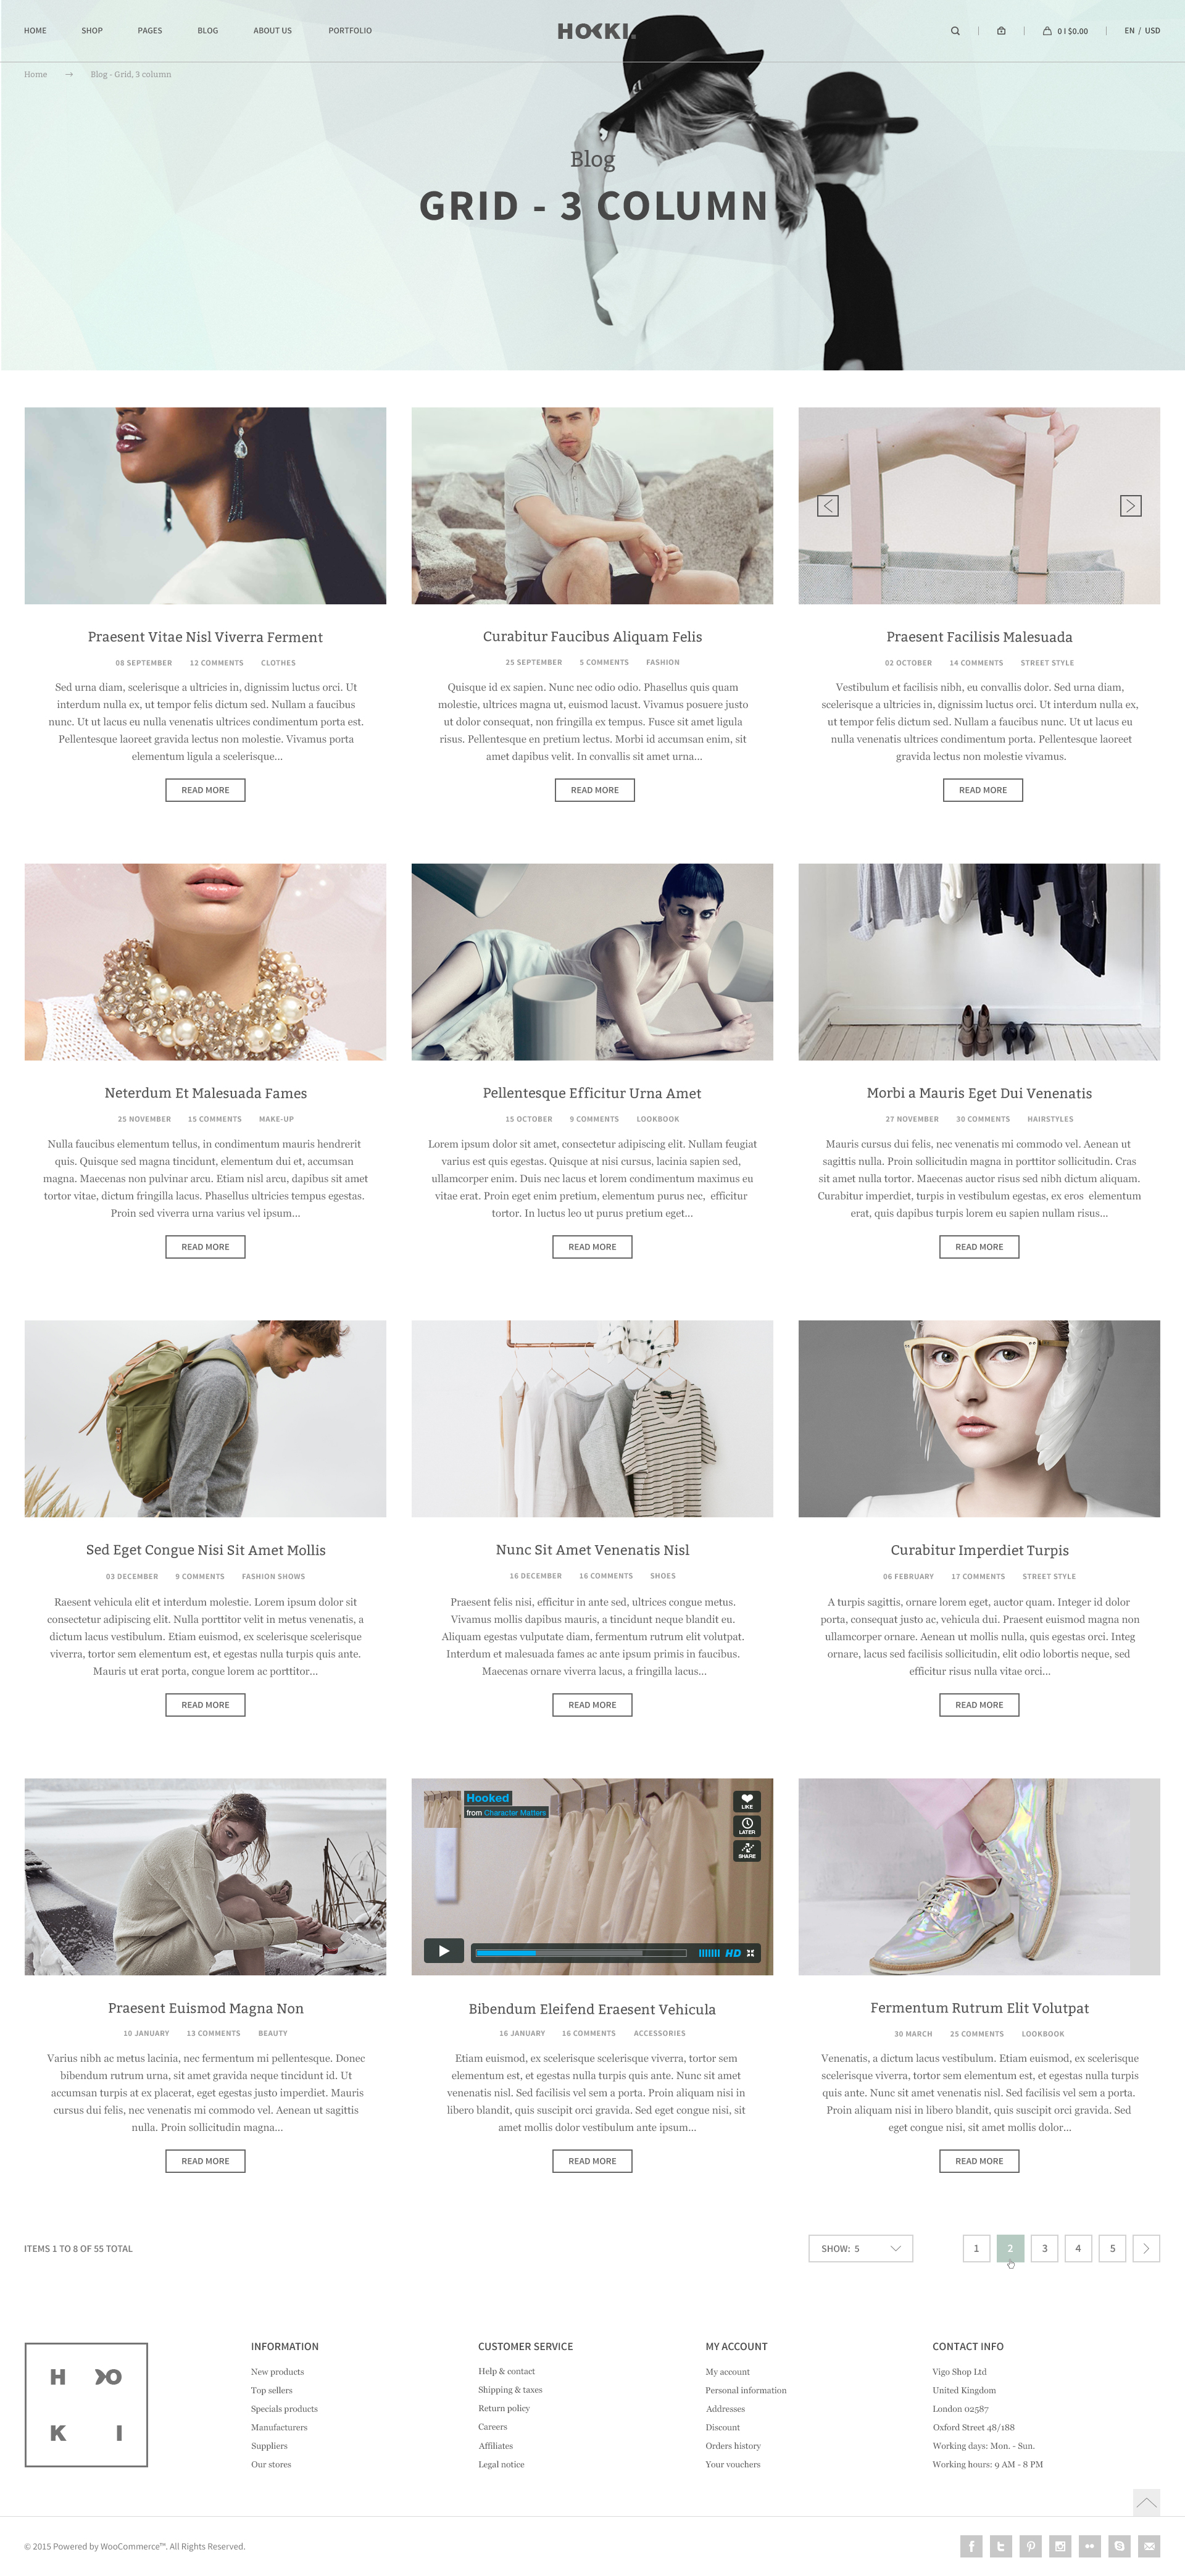 HOME SHOP PAGES BLOG ABOUT US PORTFOLIO HOKKI. 0 I $0.00 EN / USD
Home → Blog - Grid, 3 column
Blog
GRID - 3 COLUMN
Praesent Vitae Nisl Viverra Ferment
08 SEPTEMBER 12 COMMENTS CLOTHES
Sed urna diam, scelerisque a ultricies in, dignissim luctus orci. Ut
interdum nulla ex, ut tempor felis dictum sed. Nullam a faucibus
nunc. Ut ut lacus eu nulla venenatis ultrices condimentum porta est.
Pellentesque laoreet gravida lectus non molestie. Vivamus porta
elementum ligula a scelerisque...
READ MORE
Curabitur Faucibus Aliquam Felis
25 SEPTEMBER 5 COMMENTS FASHION
Quisque id ex sapien. Nunc nec odio odio. Phasellus quis quam
molestie, ultrices magna ut, euismod lacust. Vivamus posuere justo
ut dolor consequat, non fringilla ex tempus. Fusce sit amet ligula
risus. Pellentesque en pretium lectus. Morbi id accumsan enim, sit
amet dapibus velit. In convallis sit amet urna...
READ MORE
Praesent Facilisis Malesuada
02 OCTOBER 14 COMMENTS STREET STYLE
Vestibulum et facilisis nibh, eu convallis dolor. Sed urna diam,
scelerisque a ultricies in, dignissim luctus orci. Ut interdum nulla ex,
ut tempor felis dictum sed. Nullam a faucibus nunc. Ut ut lacus eu
nulla venenatis ultrices condimentum porta. Pellentesque laoreet
gravida lectus non molestie vivamus.
READ MORE
Neterdum Et Malesuada Fames
25 NOVEMBER 15 COMMENTS MAKE-UP
Nulla faucibus elementum tellus, in condimentum mauris hendrerit
quis. Quisque sed magna tincidunt, elementum dui et, accumsan
magna. Maecenas non pulvinar arcu. Etiam nisl arcu, dapibus sit amet
tortor vitae, dictum fringilla lacus. Phasellus ultricies tempus egestas.
Proin sed viverra urna varius vel ipsum...
READ MORE
Pellentesque Efficitur Urna Amet
15 OCTOBER 9 COMMENTS LOOKBOOK
Lorem ipsum dolor sit amet, consectetur adipiscing elit. Nullam feugiat
varius est quis egestas. Quisque at nisi cursus, lacinia sapien sed,
ullamcorper enim. Duis nec lacus et lorem condimentum maximus eu
vitae erat. Proin eget enim pretium, elementum purus nec, efficitur
tortor. In luctus leo ut purus pretium eget...
READ MORE
Morbi a Mauris Eget Dui Venenatis
27 NOVEMBER 30 COMMENTS HAIRSTYLES
Mauris cursus dui felis, nec venenatis mi commodo vel. Aenean ut
sagittis nulla. Proin sollicitudin magna in porttitor sollicitudin. Cras
sit amet nulla tortor. Maecenas auctor risus sed nibh dictum aliquam.
Curabitur imperdiet, turpis in vestibulum egestas, ex eros elementum
erat, quis dapibus turpis lorem eu sapien nullam risus...
READ MORE
Sed Eget Congue Nisi Sit Amet Mollis
03 DECEMBER 9 COMMENTS FASHION SHOWS
Raesent vehicula elit et interdum molestie. Lorem ipsum dolor sit
consectetur adipiscing elit. Nulla porttitor velit in metus venenatis, a
dictum lacus vestibulum. Etiam euismod, ex scelerisque scelerisque
viverra, tortor sem elementum est, et egestas nulla turpis quis ante.
Mauris ut erat porta, congue lorem ac porttitor...
READ MORE
Nunc Sit Amet Venenatis Nisl
16 DECEMBER 16 COMMENTS SHOES
Praesent felis nisi, efficitur in ante sed, ultrices congue metus.
Vivamus mollis dapibus mauris, a tincidunt neque blandit eu.
Aliquam egestas vulputate diam, fermentum rutrum elit volutpat.
Interdum et malesuada fames ac ante ipsum primis in faucibus.
Maecenas ornare viverra lacus, a fringilla lacus...
READ MORE
Curabitur Imperdiet Turpis
06 FEBRUARY 17 COMMENTS STREET STYLE
A turpis sagittis, ornare lorem eget, auctor quam. Integer id dolor
porta, consequat justo ac, vehicula dui. Praesent euismod magna non
ullamcorper ornare. Aenean ut mollis nulla, quis egestas orci. Integ
ornare, lacus sed facilisis sollicitudin, elit odio lobortis neque, sed
efficitur risus nulla vitae orci...
READ MORE
Hooked
from Character Matters
LIKE
LATER
SHARE
HD
Praesent Euismod Magna Non
10 JANUARY 13 COMMENTS BEAUTY
Varius nibh ac metus lacinia, nec fermentum mi pellentesque. Donec
bibendum rutrum urna, sit amet gravida neque tincidunt id. Ut
accumsan turpis at ex placerat, eget egestas justo imperdiet. Mauris
cursus dui felis, nec venenatis mi commodo vel. Aenean ut sagittis
nulla. Proin sollicitudin magna...
READ MORE
Bibendum Eleifend Eraesent Vehicula
16 JANUARY 16 COMMENTS ACCESSORIES
Etiam euismod, ex scelerisque scelerisque viverra, tortor sem
elementum est, et egestas nulla turpis quis ante. Nunc sit amet
venenatis nisl. Sed facilisis vel sem a porta. Proin aliquam nisi in
libero blandit, quis suscipit orci gravida. Sed eget congue nisi, sit
amet mollis dolor vestibulum ante ipsum...
READ MORE
Fermentum Rutrum Elit Volutpat
30 MARCH 25 COMMENTS LOOKBOOK
Venenatis, a dictum lacus vestibulum. Etiam euismod, ex scelerisque
scelerisque viverra, tortor sem elementum est, et egestas nulla turpis
quis ante. Nunc sit amet venenatis nisl. Sed facilisis vel sem a porta.
Proin aliquam nisi in libero blandit, quis suscipit orci gravida. Sed
eget congue nisi, sit amet mollis dolor...
READ MORE
ITEMS 1 TO 8 OF 55 TOTAL SHOW: 5 1 2 3 4 5
H O
K I
INFORMATION
New products
Top sellers
Specials products
Manufacturers
Suppliers
Our stores
CUSTOMER SERVICE
Help & contact
Shipping & taxes
Return policy
Careers
Affiliates
Legal notice
MY ACCOUNT
My account
Personal information
Addresses
Discount
Orders history
Your vouchers
CONTACT INFO
Vigo Shop Ltd
United Kingdom
London 02587
Oxford Street 48/188
Working days: Mon. - Sun.
Working hours: 9 AM - 8 PM
© 2015 Powered by WooCommerce™. All Rights Reserved.